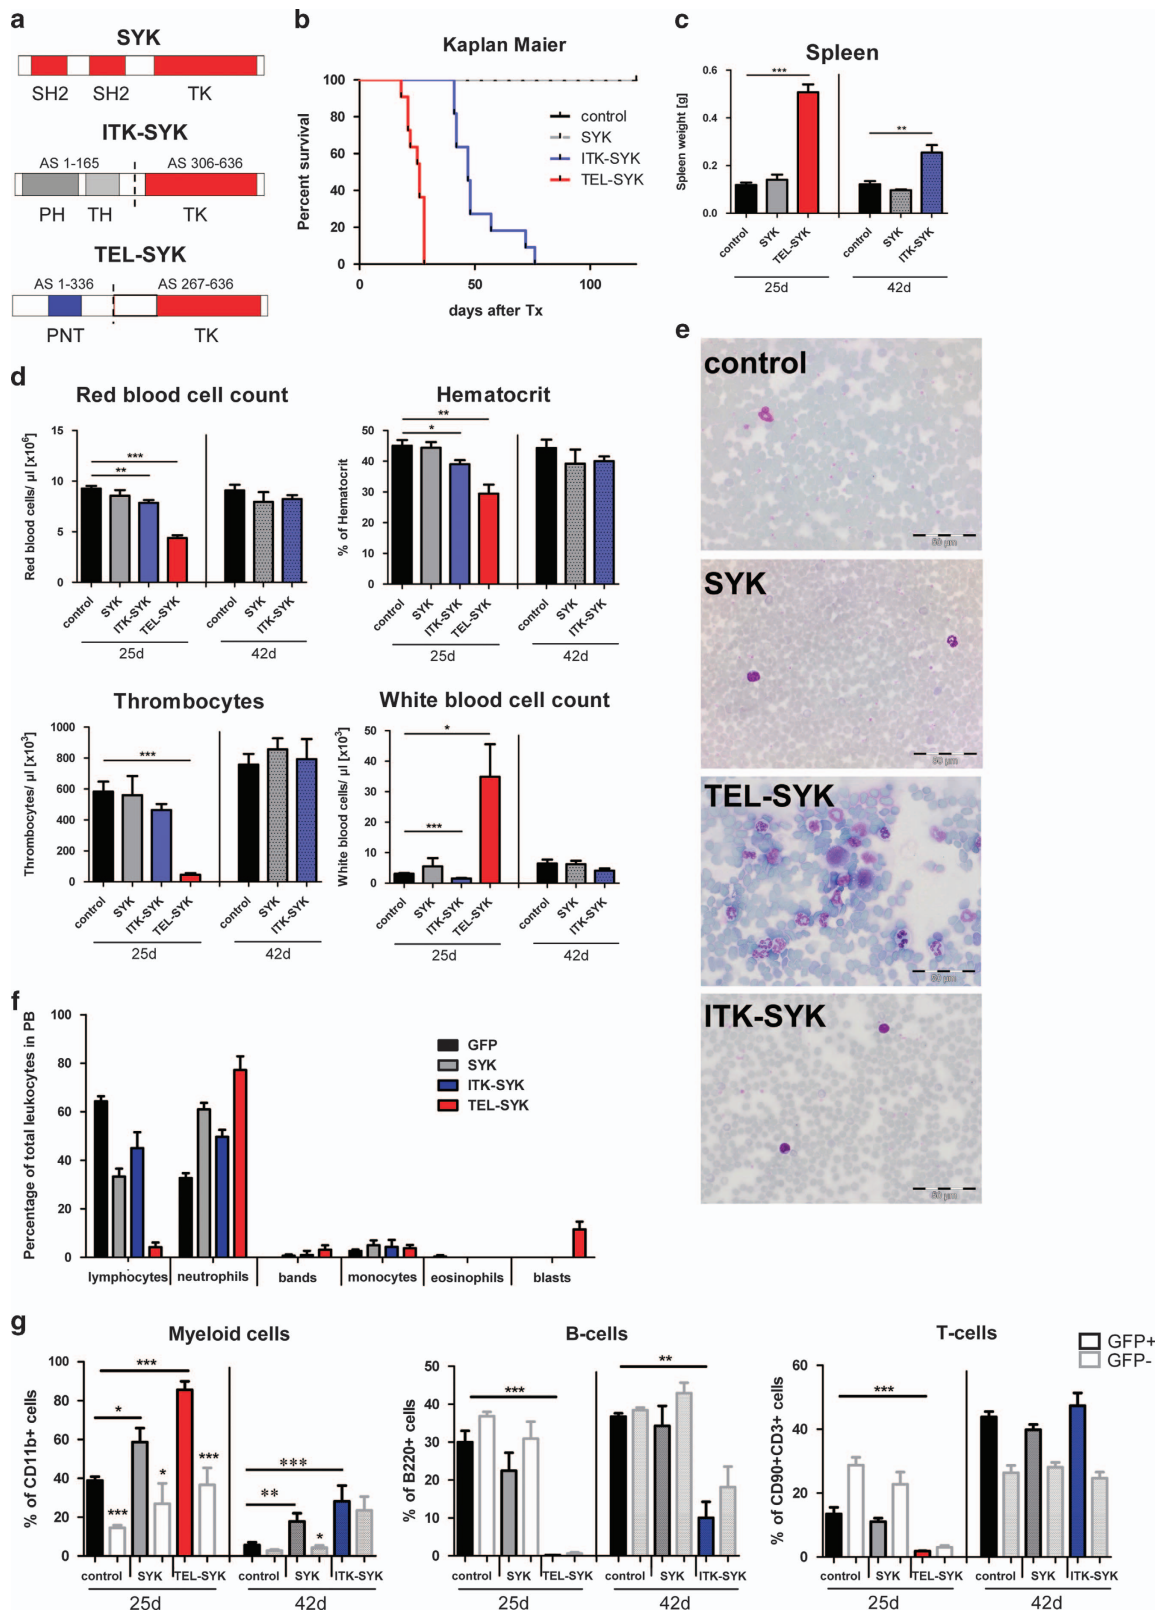 a
SYK
SH2 SH2 TK
ITK-SYK
AS 1-165 AS 306-636
PH TH TK
TEL-SYK
AS 1-336 AS 267-636
PNT TK
b
Kaplan Maier
Percent survival
100
80
60
40
20
0
0 50 100
days after Tx
control
SYK
ITK-SYK
TEL-SYK
c
Spleen
Spleen weight [g]
0.6
0.4
0.2
0.0
*** **
control SYK TEL-SYK control SYK ITK-SYK
25d 42d
d
Red blood cell count
Red blood cells/ µl [x10⁶]
15
10
5
0
***
**
control SYK ITK-SYK TEL-SYK control SYK ITK-SYK
25d 42d
Hematocrit
% of Hematocrit
50
40
30
20
10
0
**
*
control SYK ITK-SYK TEL-SYK control SYK ITK-SYK
25d 42d
Thrombocytes
Thrombocytes/ µl [x10³]
1000
800
600
400
200
0
***
control SYK ITK-SYK TEL-SYK control SYK ITK-SYK
25d 42d
White blood cell count
White blood cells/ µl [x10³]
50
40
30
20
10
0
*
***
control SYK ITK-SYK TEL-SYK control SYK ITK-SYK
25d 42d
e
control
50 µm
SYK
50 µm
TEL-SYK
50 µm
ITK-SYK
50 µm
f
Percentage of total leukocytes in PB
100
80
60
40
20
0
GFP
SYK
ITK-SYK
TEL-SYK
lymphocytes neutrophils bands monocytes eosinophils blasts
g
Myeloid cells
% of CD11b+ cells
100
80
60
40
20
0
***
*
*** * ***
***
**
*
control SYK TEL-SYK control SYK ITK-SYK
25d 42d
B-cells
% of B220+ cells
50
40
30
20
10
0
*** **
control SYK TEL-SYK control SYK ITK-SYK
25d 42d
T-cells
% of CD90+CD3+ cells
60
40
20
0
***
control SYK TEL-SYK control SYK ITK-SYK
25d 42d
GFP+
GFP-